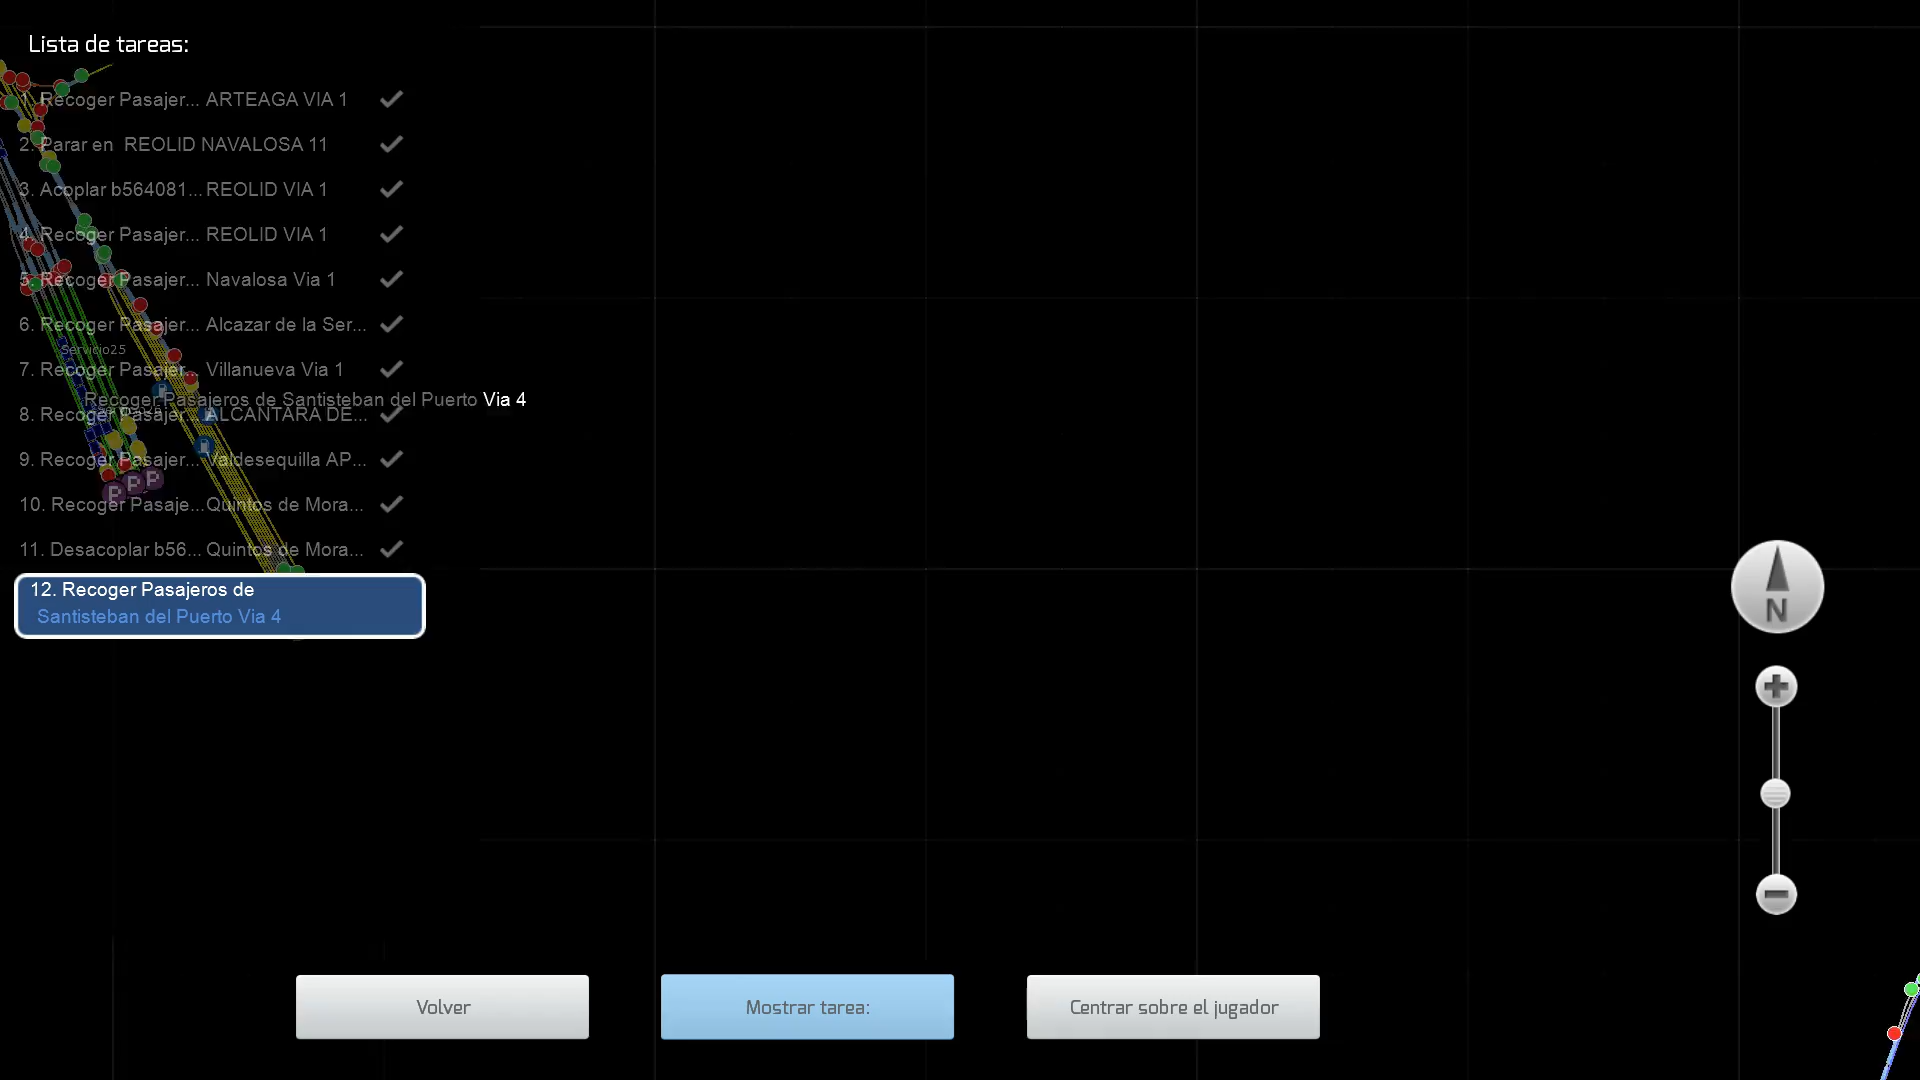 Lista de tareas:
1. Recoger Pasajer... ARTEAGA VIA 1
2. Parar en REOLID NAVALOSA 11
3. Acoplar b564081... REOLID VIA 1
4. Recoger Pasajer... REOLID VIA 1
5. Recoger Pasajer... Navalosa Via 1
6. Recoger Pasajer... Alcazar de la Ser...
Servicio25
7. Recoger Pasajer... Villanueva Via 1
Recoger Pasajeros de Santisteban del Puerto Via 4
8. Recoger Pasajer... ALCANTARA DE...
9. Recoger Pasajer... Valdesequilla AP...
P P P
10. Recoger Pasaje... Quintos de Mora...
11. Desacoplar b56... Quintos de Mora...
12. Recoger Pasajeros de
Santisteban del Puerto Via 4
N
Volver
Mostrar tarea:
Centrar sobre el jugador